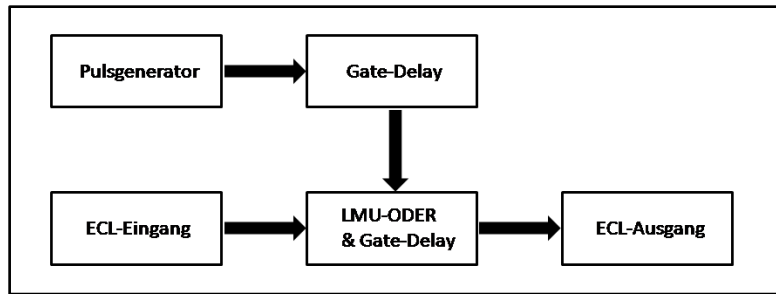 Pulsgenerator
Gate-Delay
ECL-Eingang
LMU-ODER
& Gate-Delay
ECL-Ausgang